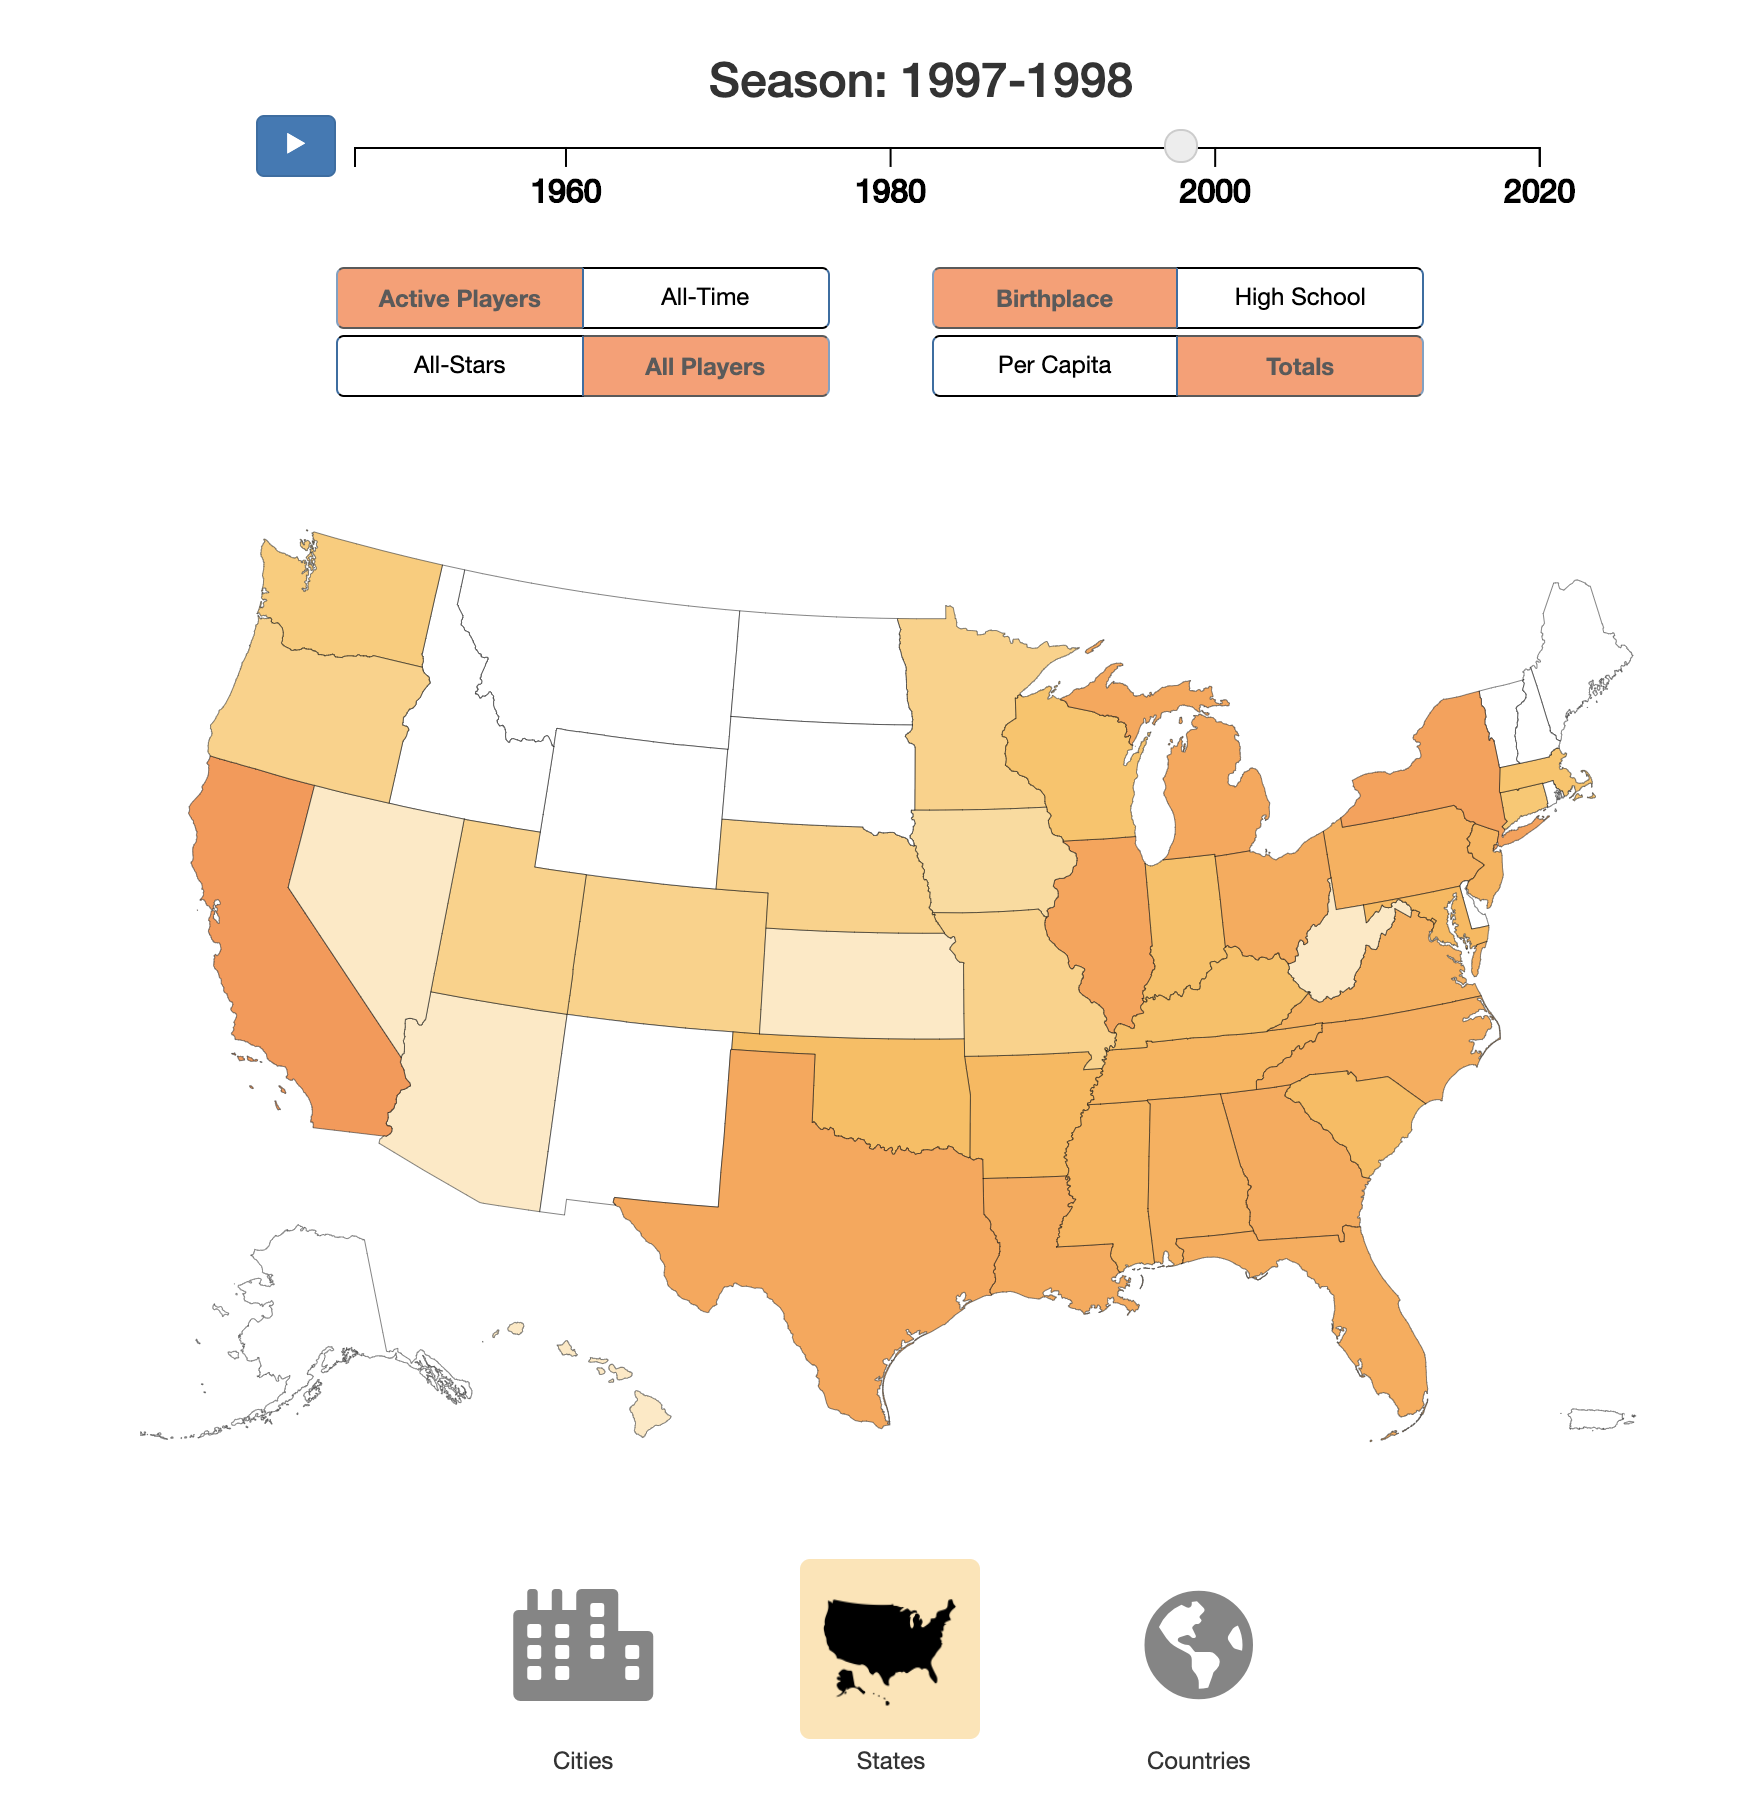 Season: 1997-1998
1960 1980 2000 2020
Active Players All-Time Birthplace High School
All-Stars All Players Per Capita Totals
Cities States Countries